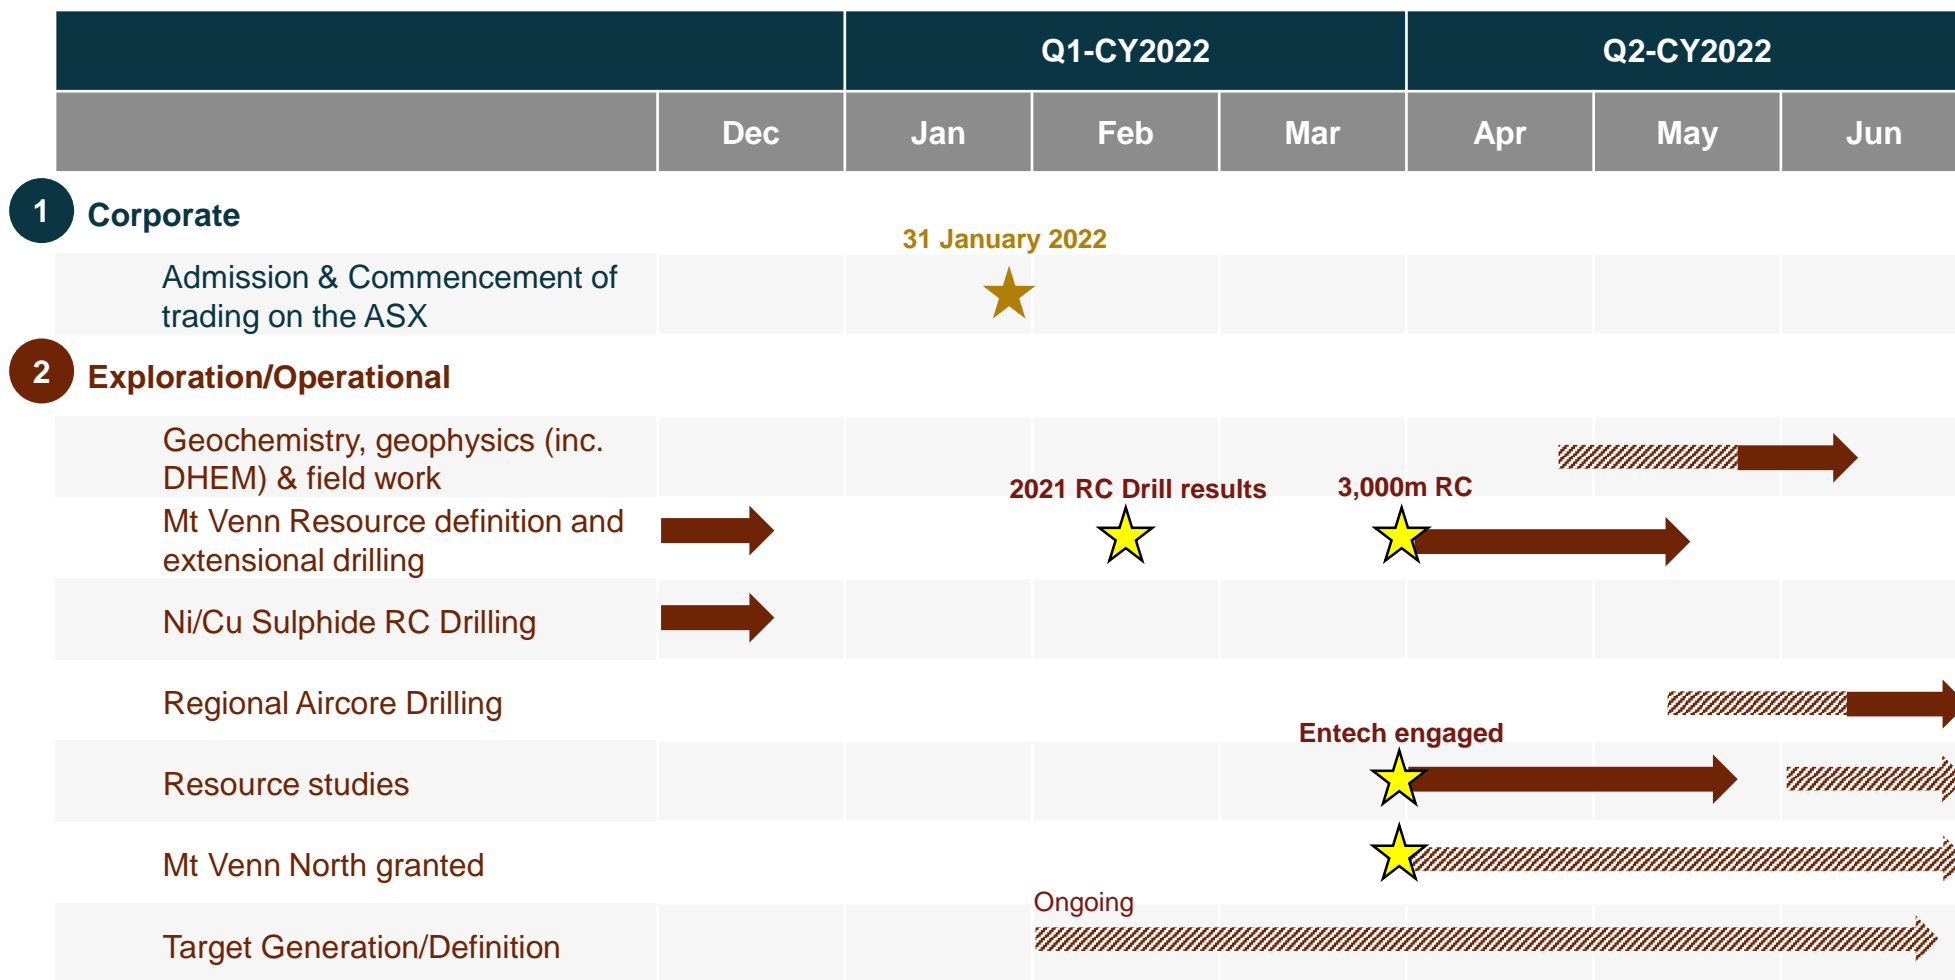 Q1-CY2022 Q2-CY2022
Dec Jan Feb Mar Apr May Jun
1 Corporate
31 January 2022
Admission & Commencement of
trading on the ASX
2 Exploration/Operational
Geochemistry, geophysics (inc.
DHEM) & field work
2021 RC Drill results 3,000m RC
Mt Venn Resource definition and
extensional drilling
Ni/Cu Sulphide RC Drilling
Regional Aircore Drilling
Entech engaged
Resource studies
Mt Venn North granted
Ongoing
Target Generation/Definition